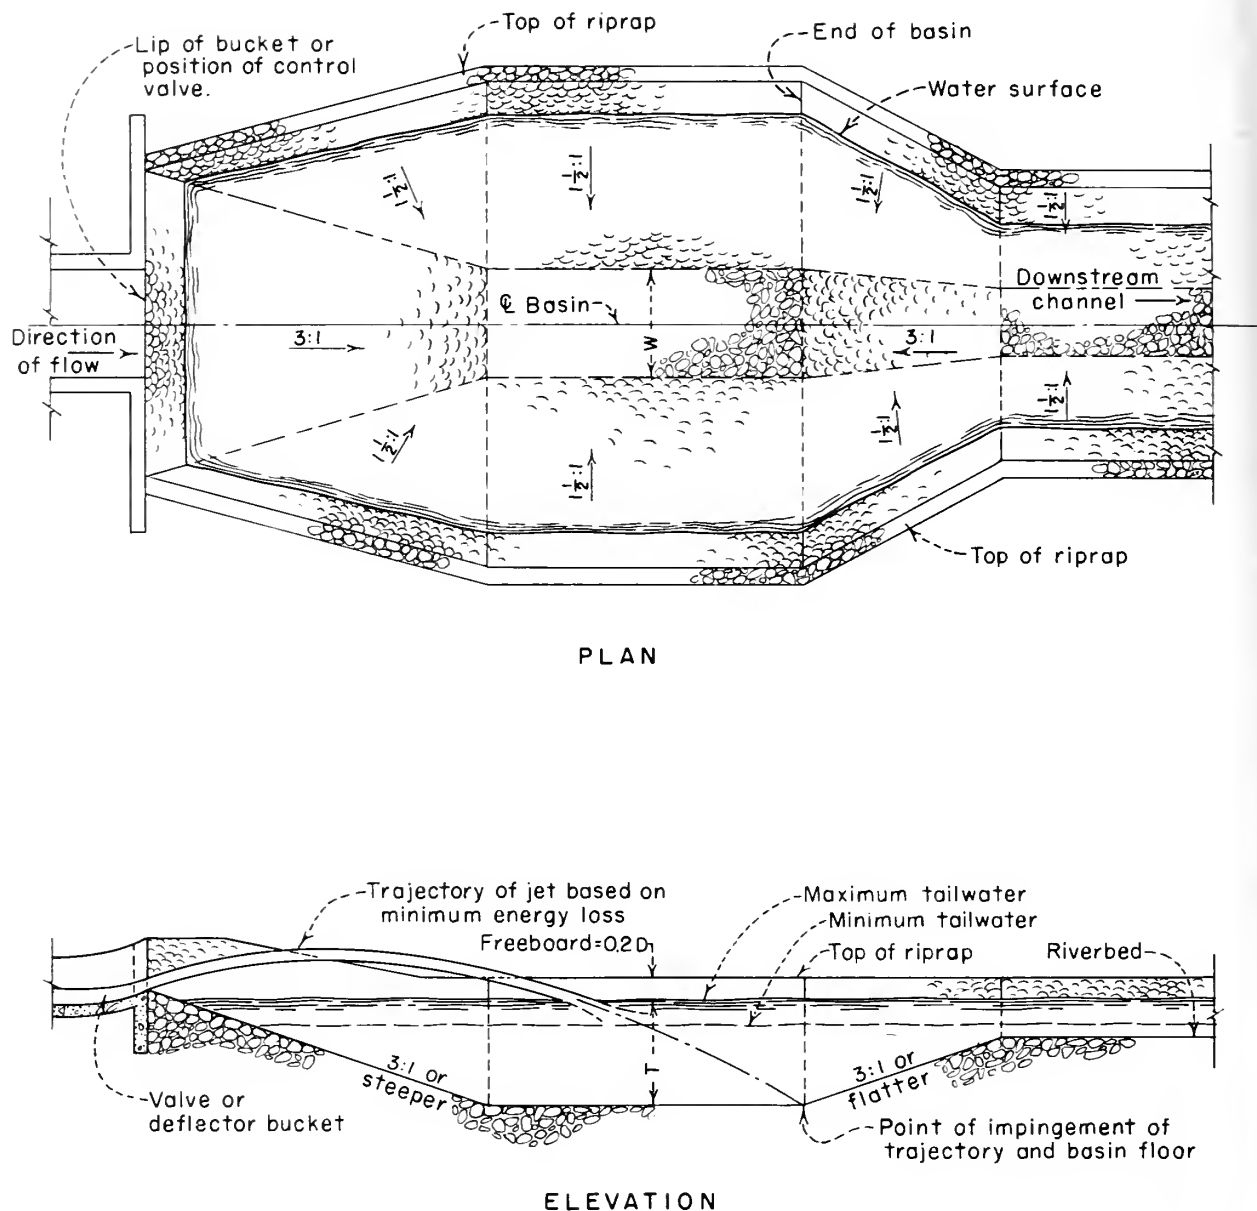 Top of riprap
End of basin
Lip of bucket or
position of control
valve.
Water surface
1½:1
1½:1
1½:1
1½:1
Downstream
channel
℄ Basin
Direction
of flow
3:1
W
3:1
1½:1
1½:1
1½:1
1½:1
Top of riprap
PLAN
Trajectory of jet based on
minimum energy loss
Freeboard=0.2D
Maximum tailwater
Minimum tailwater
Top of riprap
Riverbed
3:1 or
steeper
T
3:1 or
flatter
Valve or
deflector bucket
Point of impingement of
trajectory and basin floor
ELEVATION